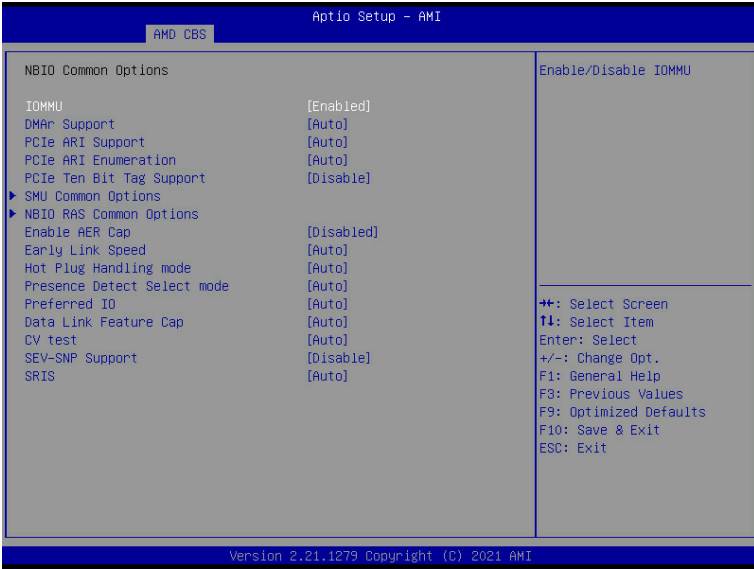 Aptio Setup – AMI
AMD CBS
NBIO Common Options
IOMMU [Enabled]
DMAr Support [Auto]
PCIe ARI Support [Auto]
PCIe ARI Enumeration [Auto]
PCIe Ten Bit Tag Support [Disable]
SMU Common Options
NBIO RAS Common Options
Enable AER Cap [Disabled]
Early Link Speed [Auto]
Hot Plug Handling mode [Auto]
Presence Detect Select mode [Auto]
Preferred IO [Auto]
Data Link Feature Cap [Auto]
CV test [Auto]
SEV-SNP Support [Disable]
SRIS [Auto]
Enable/Disable IOMMU
→←: Select Screen
↑↓: Select Item
Enter: Select
+/-: Change Opt.
F1: General Help
F3: Previous Values
F9: Optimized Defaults
F10: Save & Exit
ESC: Exit
Version 2.21.1279 Copyright (C) 2021 AMI